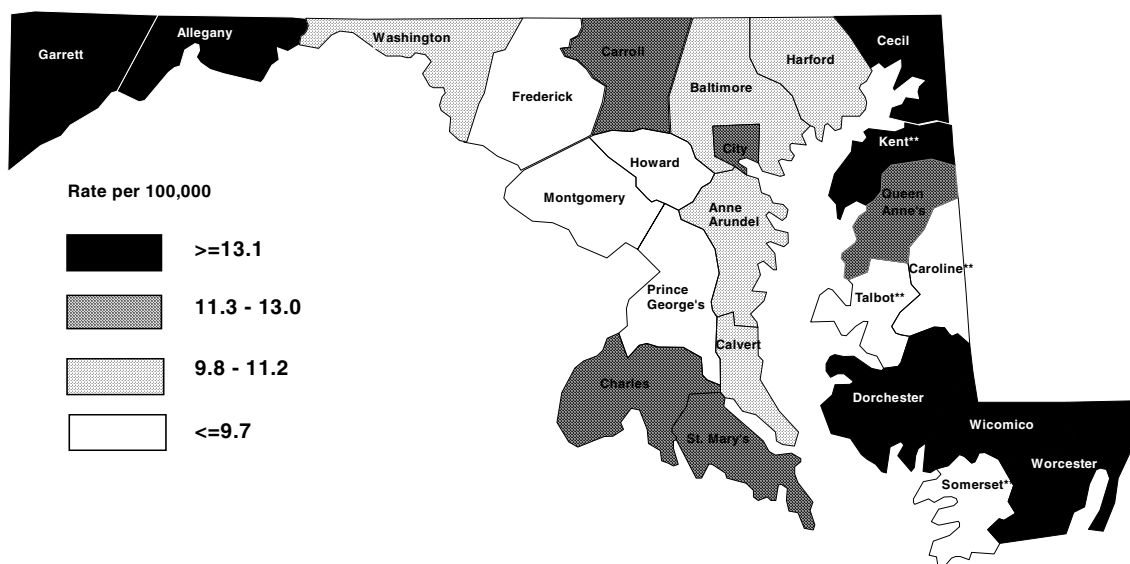 Garrett
Allegany
Washington
Frederick
Carroll
Baltimore
Harford
Cecil
City
Howard
Montgomery
Kent**
Queen
Anne's
Anne
Arundel
Prince
George's
Caroline**
Talbot**
Calvert
Charles
St. Mary's
Dorchester
Wicomico
Worcester
Somerset**
Rate per 100,000
>=13.1
11.3 - 13.0
9.8 - 11.2
<=9.7